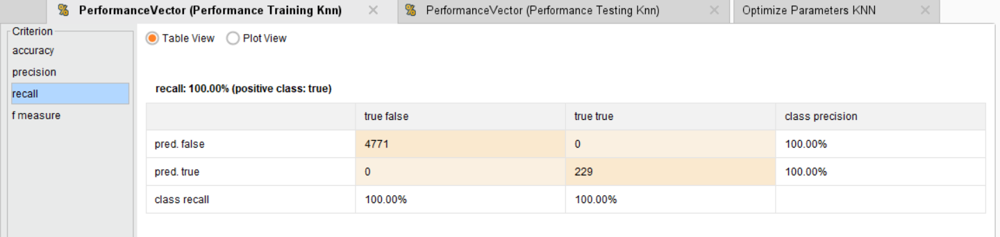 PerformanceVector (Performance Training Knn) PerformanceVector (Performance Testing Knn) Optimize Parameters KNN
Criterion
accuracy
precision
recall
f measure
Table View Plot View
recall: 100.00% (positive class: true)
true false true true class precision
pred. false 4771 0 100.00%
pred. true 0 229 100.00%
class recall 100.00% 100.00%